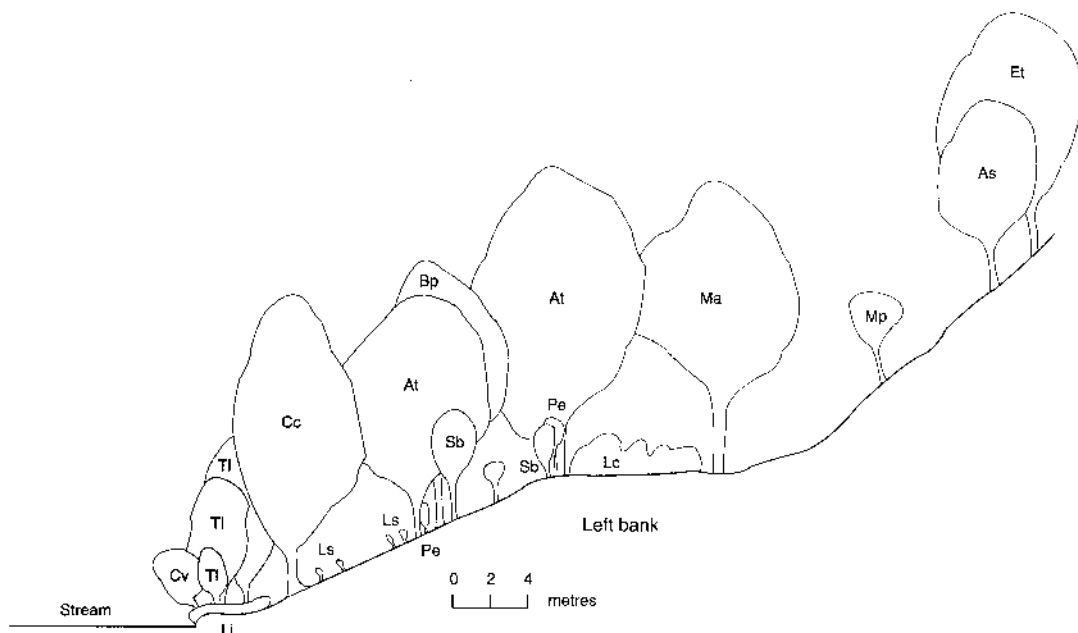 Et
As
Bp
At
Ma
Mp
At
Cc
Pe
Sb
Sb
Lc
Tl
Tl
Ls
Ls
Left bank
Pe
Cv
Tl
0 2 4
metres
Stream